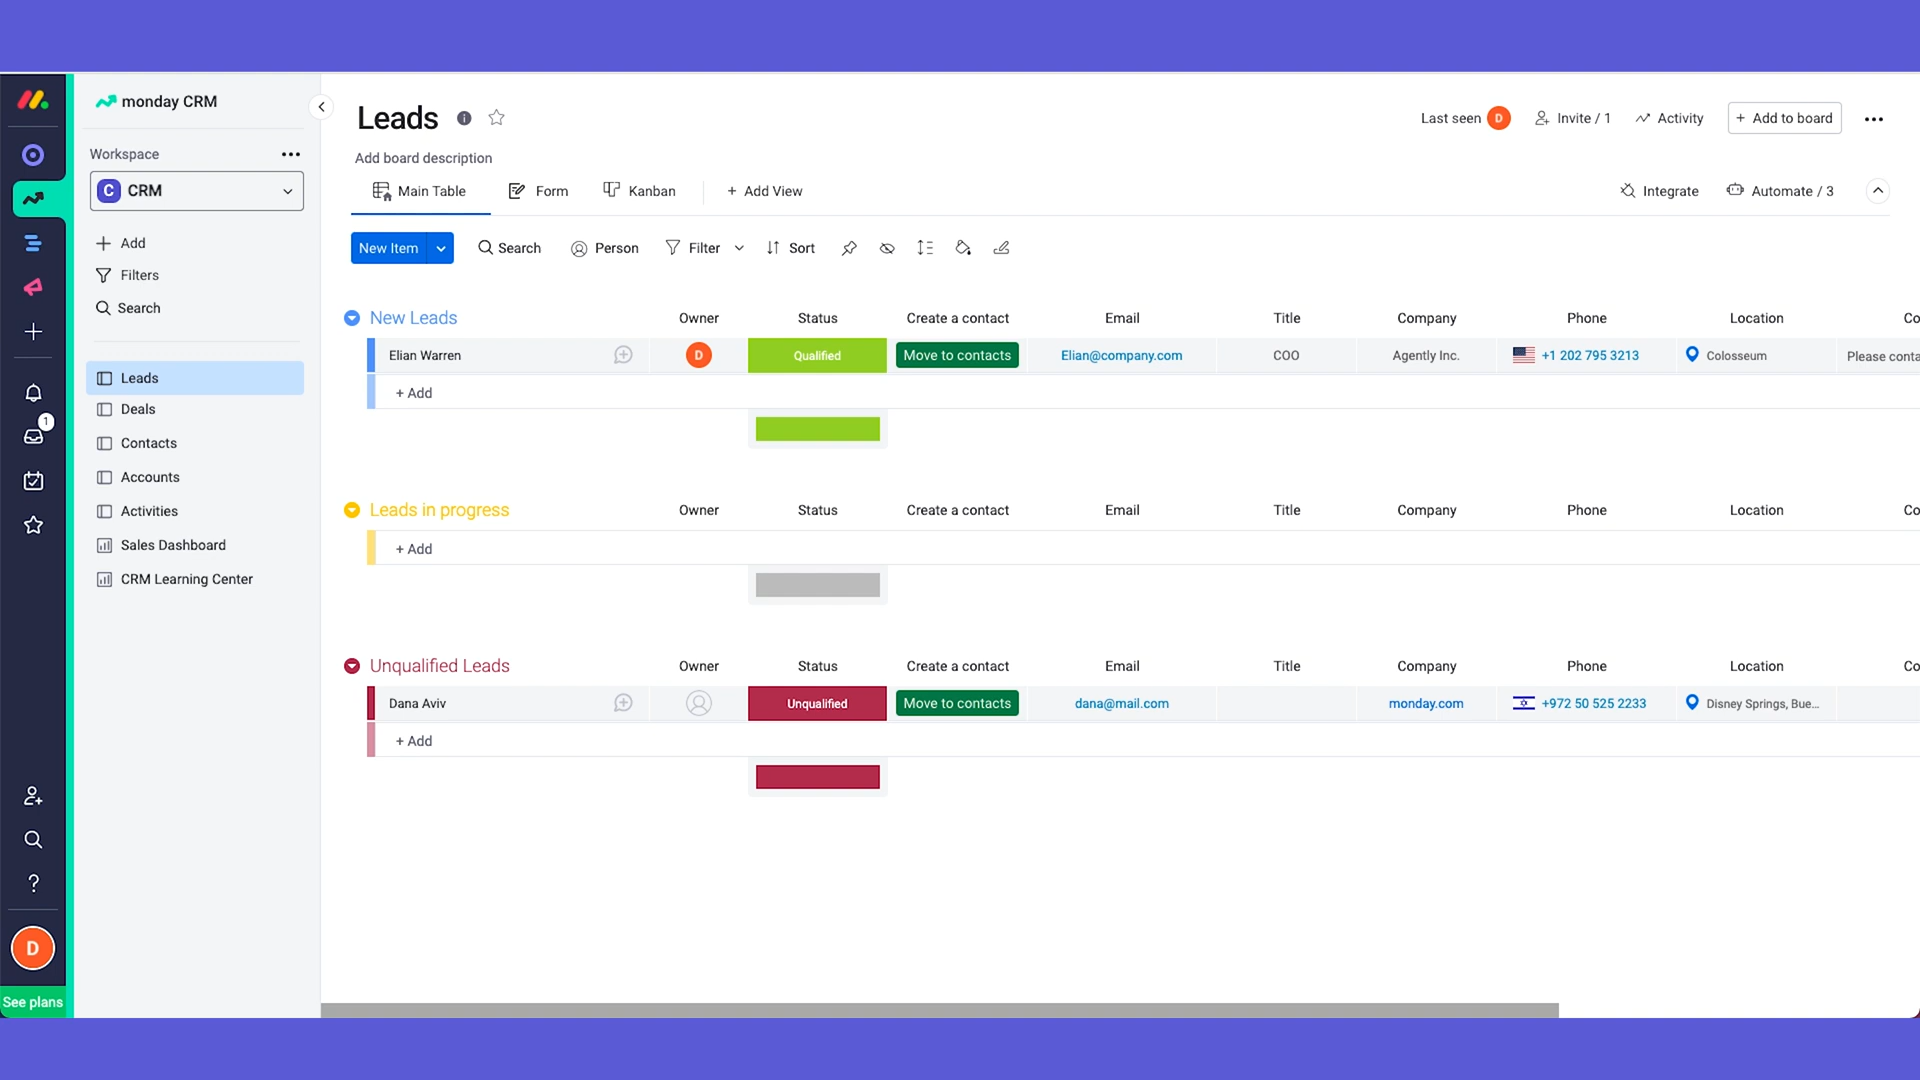 monday CRM
Workspace
C CRM
Add
Filters
Search
Leads
Deals
Contacts
Accounts
Activities
Sales Dashboard
CRM Learning Center
1
?
D
See plans
Leads
Last seen D Invite / 1 Activity + Add to board
Add board description
Main Table Form Kanban + Add View Integrate Automate / 3
New Item Search Person Filter Sort
New Leads Owner Status Create a contact Email Title Company Phone Location Co
Elian Warren D Qualified Move to contacts Elian@company.com COO Agently Inc. +1 202 795 3213 Colosseum Please conta
+ Add
Leads in progress Owner Status Create a contact Email Title Company Phone Location Co
+ Add
Unqualified Leads Owner Status Create a contact Email Title Company Phone Location Co
Dana Aviv Unqualified Move to contacts dana@mail.com monday.com +972 50 525 2233 Disney Springs, Bue...
+ Add